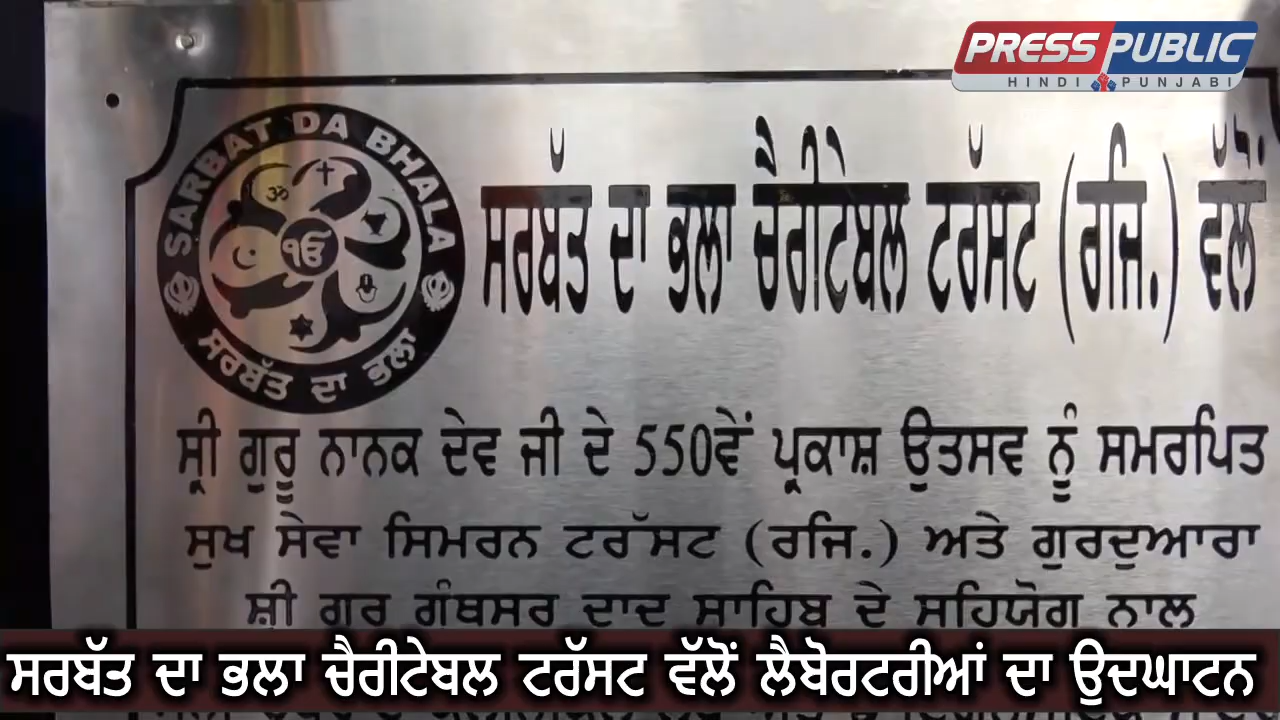 PRESS PUBLIC
HINDI PUNJABI
SARBAT DA BHALA
ੴ
ਸਰਬੱਤ ਦਾ ਭਲਾ
ਸਰਬੱਤ ਦਾ ਭਲਾ ਚੈਰੀਟੇਬਲ ਟਰੱਸਟ (ਰਜਿ.) ਵੱਲੋਂ
ਸ੍ਰੀ ਗੁਰੂ ਨਾਨਕ ਦੇਵ ਜੀ ਦੇ 550ਵੇਂ ਪ੍ਰਕਾਸ਼ ਉਤਸਵ ਨੂੰ ਸਮਰਪਿਤ
ਸੁਖ ਸੇਵਾ ਸਿਮਰਨ ਟਰੱਸਟ (ਰਜਿ.) ਅਤੇ ਗੁਰਦੁਆਰਾ
ਸ਼੍ਰੀ ਗੁਰ ਗੰਥਸਰ ਦਾਦ ਸਾਹਿਬ ਦੇ ਸਹਿਯੋਗ ਨਾਲ
ਸਰਬੱਤ ਦਾ ਭਲਾ ਚੈਰੀਟੇਬਲ ਟਰੱਸਟ ਵੱਲੋਂ ਲੈਬੋਰਟਰੀਆਂ ਦਾ ਉਦਘਾਟਨ